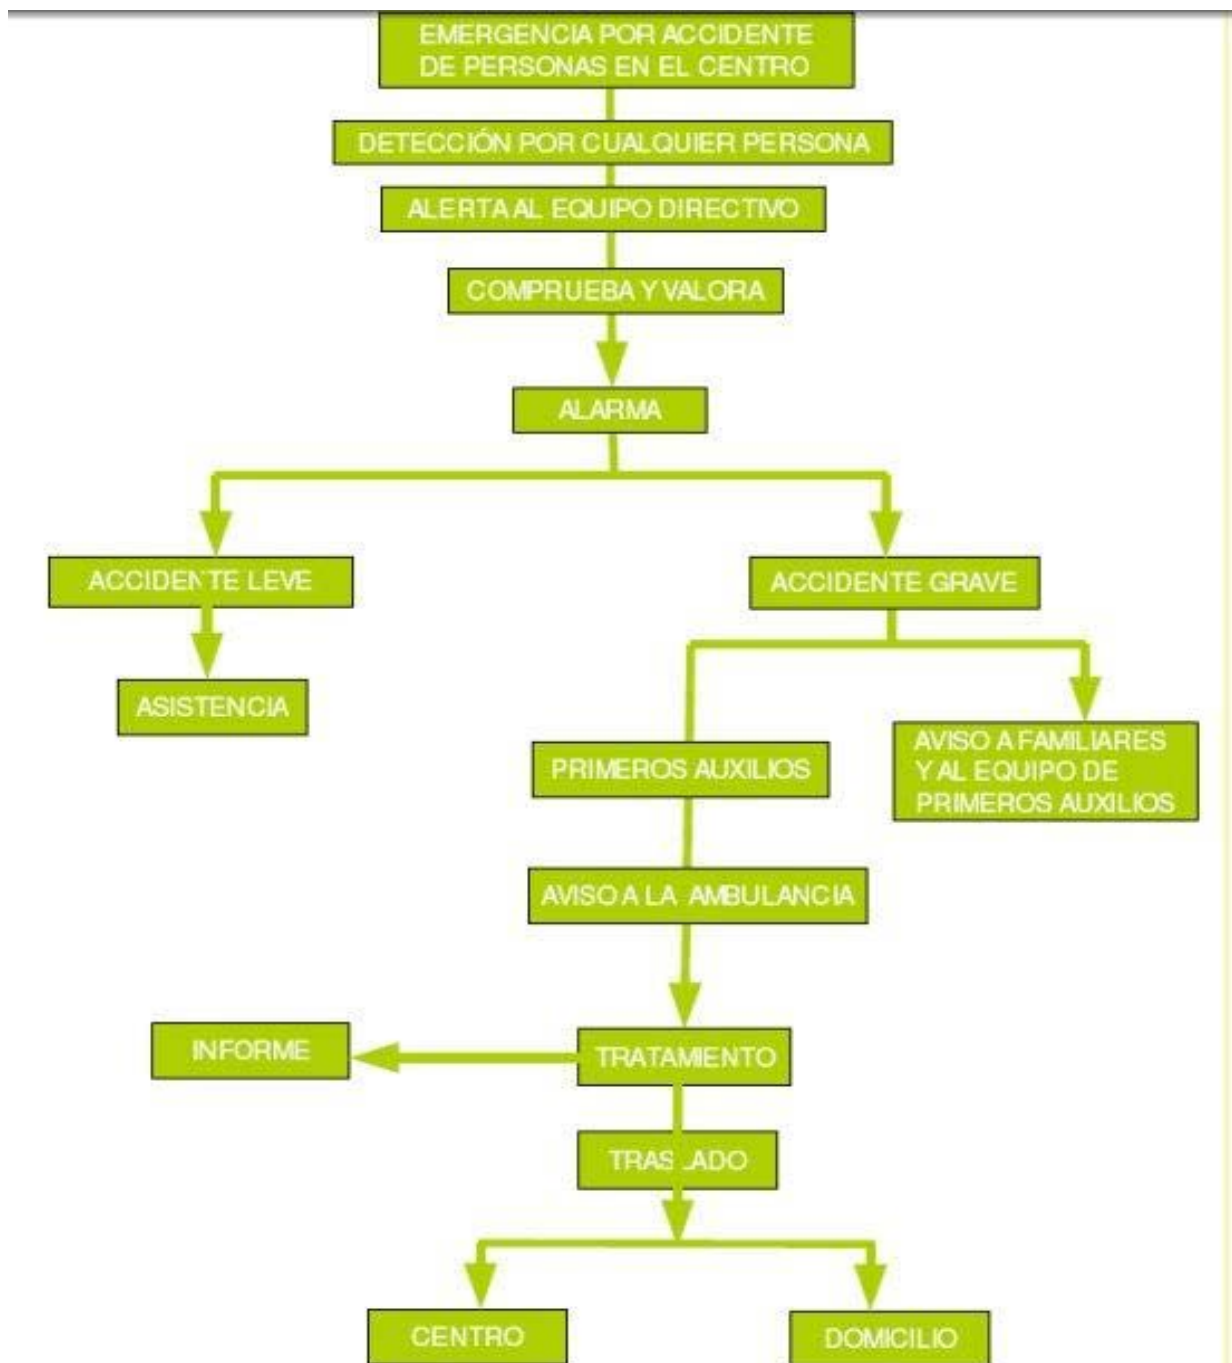 EMERGENCIA POR ACCIDENTE
DE PERSONAS EN EL CENTRO
DETECCIÓN POR CUALQUIER PERSONA
ALERTA AL EQUIPO DIRECTIVO
COMPRUEBA Y VALORA
ALARMA
ACCIDENTE LEVE
ACCIDENTE GRAVE
ASISTENCIA
PRIMEROS AUXILIOS
AVISO A FAMILIARES
Y AL EQUIPO DE
PRIMEROS AUXILIOS
AVISO A LA AMBULANCIA
INFORME
TRATAMIENTO
TRASLADO
CENTRO
DOMICILIO